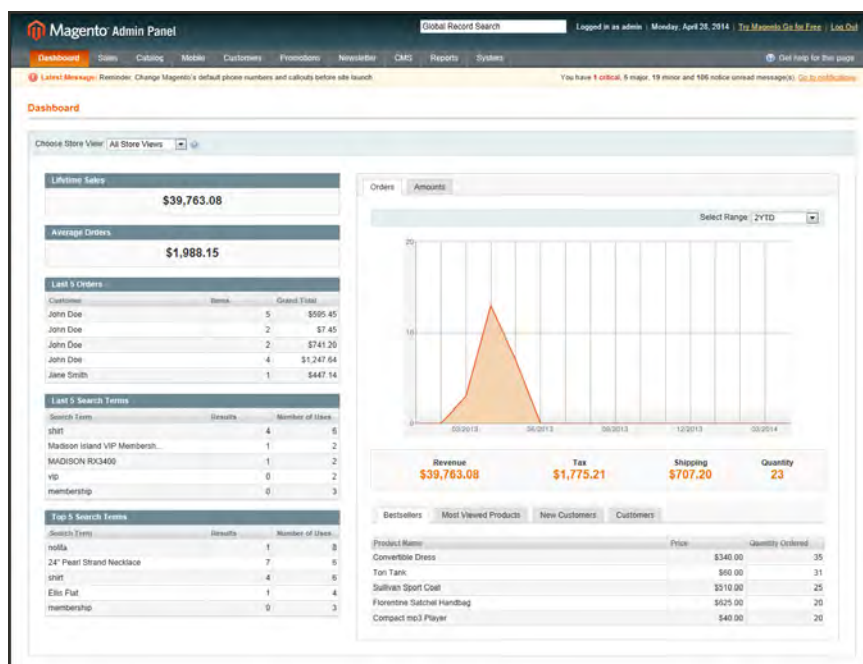 Magento Admin Panel
Global Record Search
Logged in as admin | Monday, April 28, 2014 | Try Magento Go for Free | Log Out
Dashboard Sales Catalog Mobile Customers Promotions Newsletter CMS Reports System
Get help for this page
Latest Message: Reminder: Change Magento's default phone numbers and callouts before site launch
You have 1 critical, 5 major, 19 minor and 106 notice unread message(s). Go to notifications
Dashboard
Choose Store View: All Store Views
Lifetime Sales
$39,763.08
Average Orders
$1,988.15
Last 5 Orders
Customer Items Grand Total
John Doe 5 $595.45
John Doe 2 $7.45
John Doe 2 $741.20
John Doe 4 $1,247.64
Jane Smith 1 $447.14
Last 5 Search Terms
Search Term Results Number of Uses
shirt 4 6
Madison Island VIP Membersh... 1 2
MADISON RX3400 1 2
vip 0 2
membership 0 3
Top 5 Search Terms
Search Term Results Number of Uses
nolita 1 8
24" Pearl Strand Necklace 7 6
shirt 4 6
Ellis Flat 1 4
membership 0 3
Orders Amounts
Select Range: 2YTD
20
10
0
03/2013 06/2013 09/2013 12/2013 03/2014
Revenue Tax Shipping Quantity
$39,763.08 $1,775.21 $707.20 23
Bestsellers Most Viewed Products New Customers Customers
Product Name Price Quantity Ordered
Convertible Dress $340.00 35
Tori Tank $60.00 31
Sullivan Sport Coat $510.00 25
Florentine Satchel Handbag $625.00 20
Compact mp3 Player $40.00 20